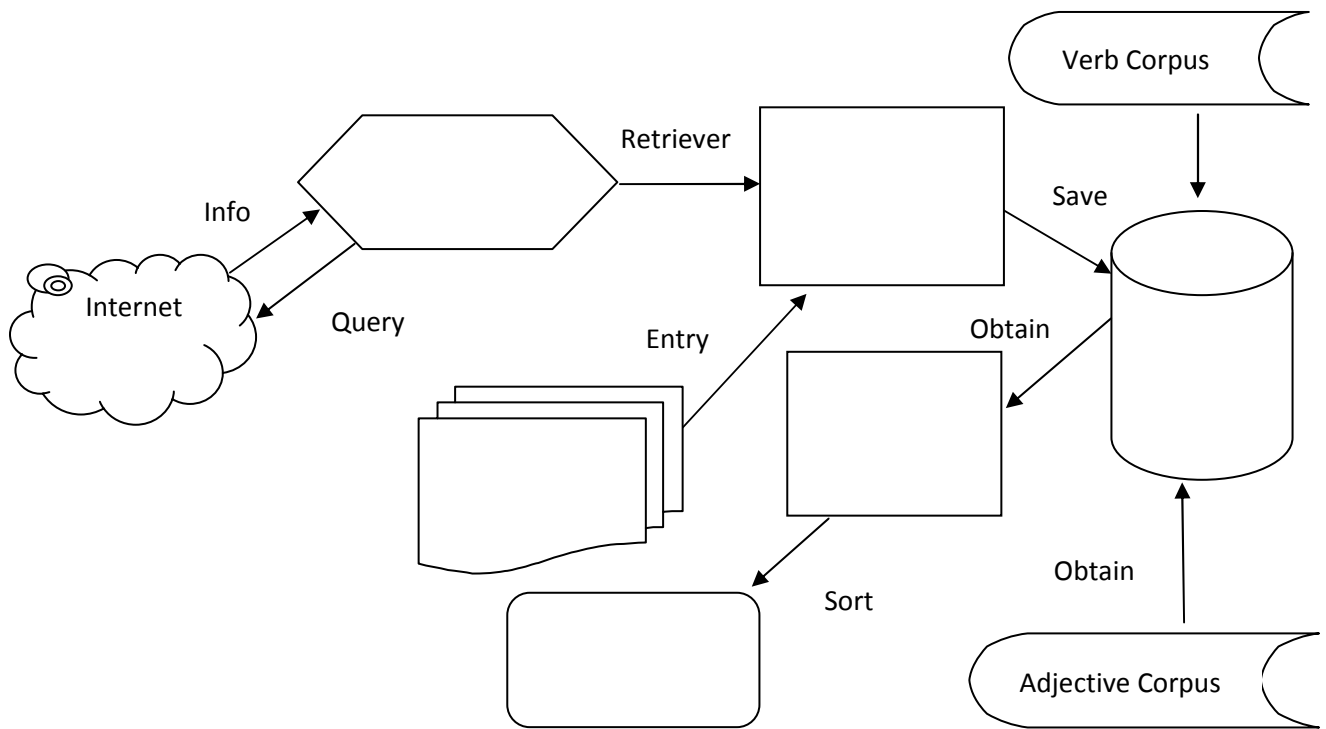 Verb Corpus
Retriever
Info
Save
Internet
Query
Entry
Obtain
Obtain
Sort
Adjective Corpus